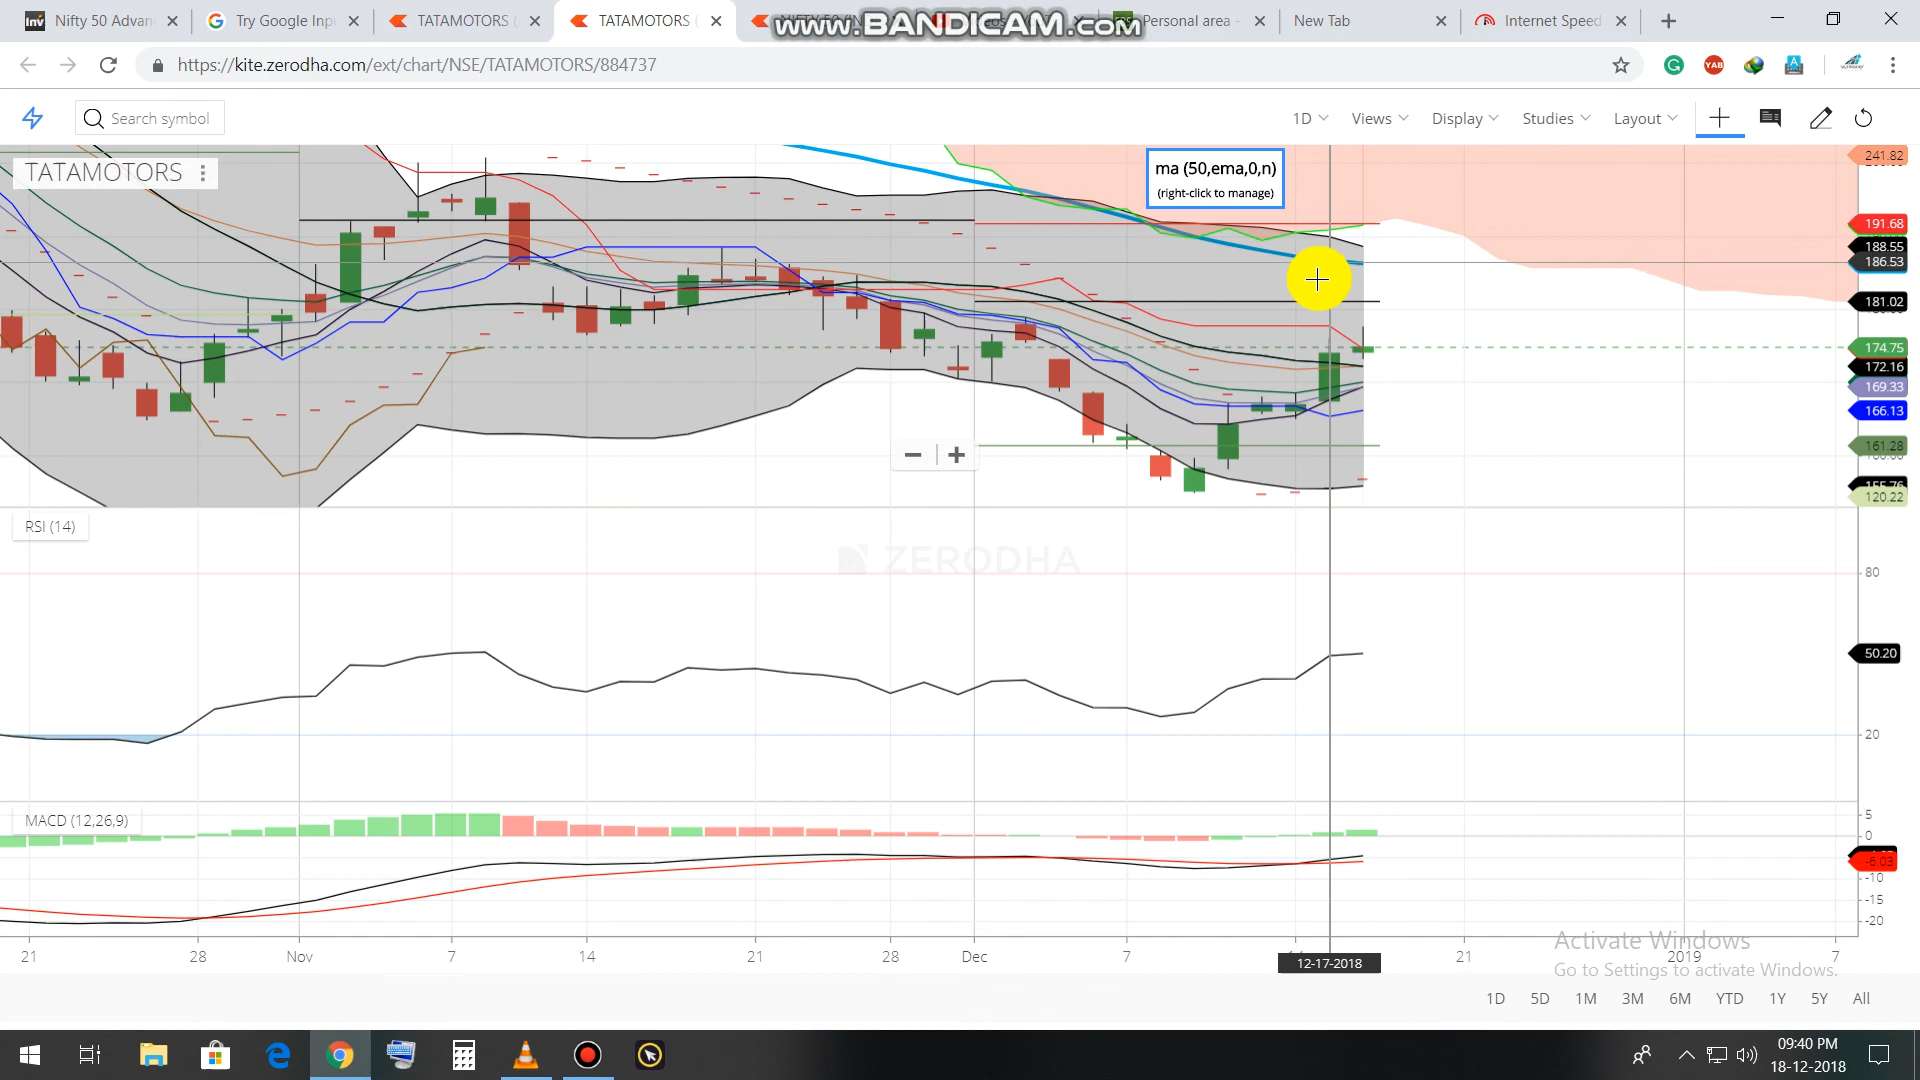 Nifty 50 Advan
Try Google Inp
TATAMOTORS (
TATAMOTORS (
www.BANDICAM.com
Personal area -
New Tab
Internet Speed
https://kite.zerodha.com/ext/chart/NSE/TATAMOTORS/884737
Search symbol
1D
Views
Display
Studies
Layout
TATAMOTORS
ma (50,ema,0,n)
(right-click to manage)
241.82
191.68
188.55
186.53
181.02
174.75
172.16
169.33
166.13
161.28
155.76
120.22
RSI (14)
ZERODHA
80
50.20
20
MACD (12,26,9)
5
0
-6.03
-10
-15
-20
21
28
Nov
7
14
21
28
Dec
7
12-17-2018
21
2019
7
Activate Windows
Go to Settings to activate Windows.
1D
5D
1M
3M
6M
YTD
1Y
5Y
All
09:40 PM
18-12-2018